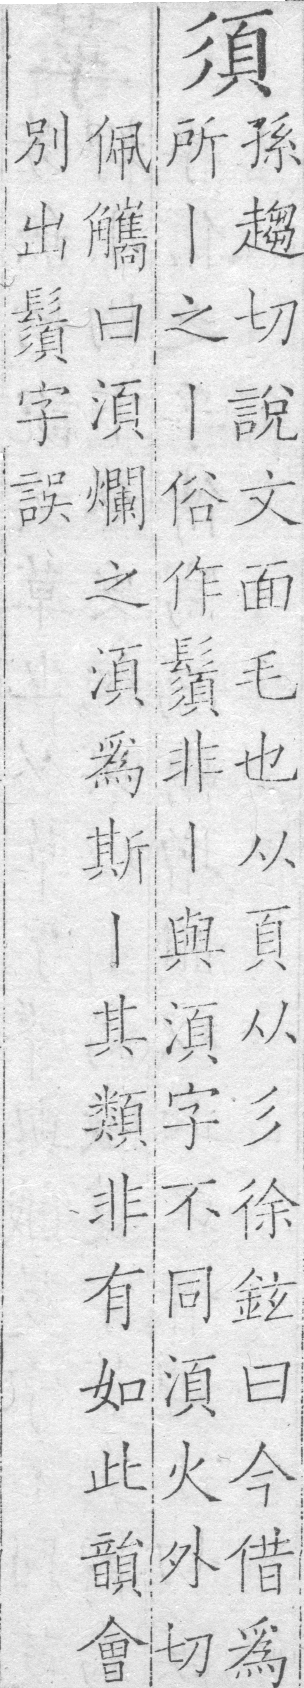 須
孫趨切說文面毛也从頁从彡徐鉉曰今借爲
所丨之丨俗作鬚非丨與湏字不同湏火外切
佩觿曰湏爛之湏爲斯丨其類非有如此韻會
別出鬚字誤